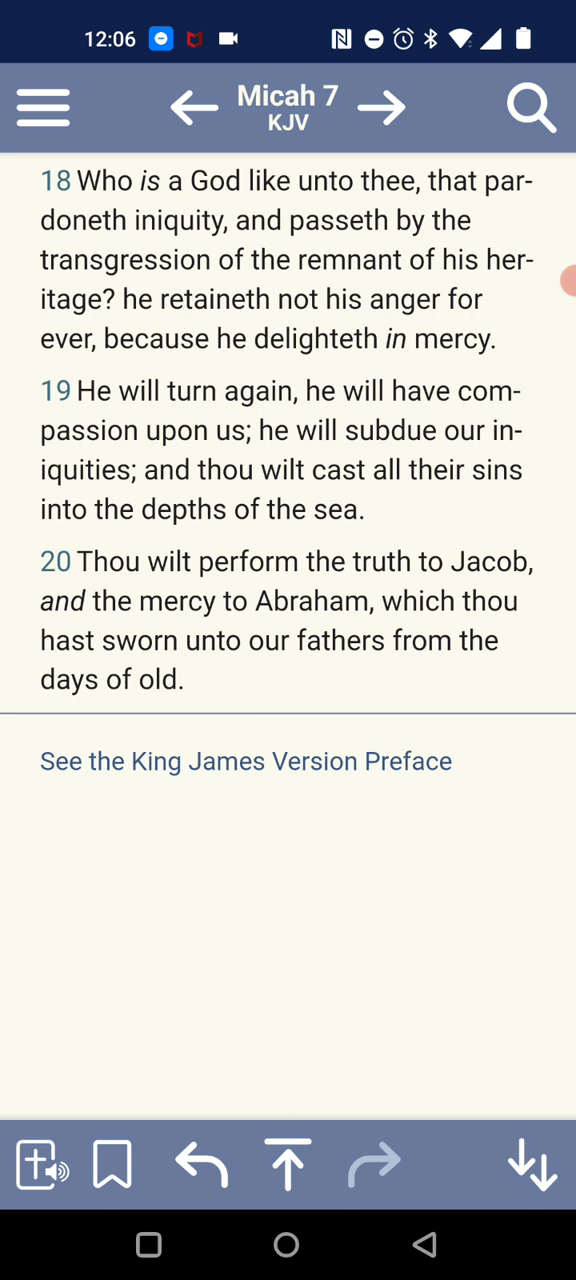 12:06
Micah 7
KJV
18 Who is a God like unto thee, that par-
doneth iniquity, and passeth by the
transgression of the remnant of his her-
itage? he retaineth not his anger for
ever, because he delighteth in mercy.
19 He will turn again, he will have com-
passion upon us; he will subdue our in-
iquities; and thou wilt cast all their sins
into the depths of the sea.
20 Thou wilt perform the truth to Jacob,
and the mercy to Abraham, which thou
hast sworn unto our fathers from the
days of old.
See the King James Version Preface